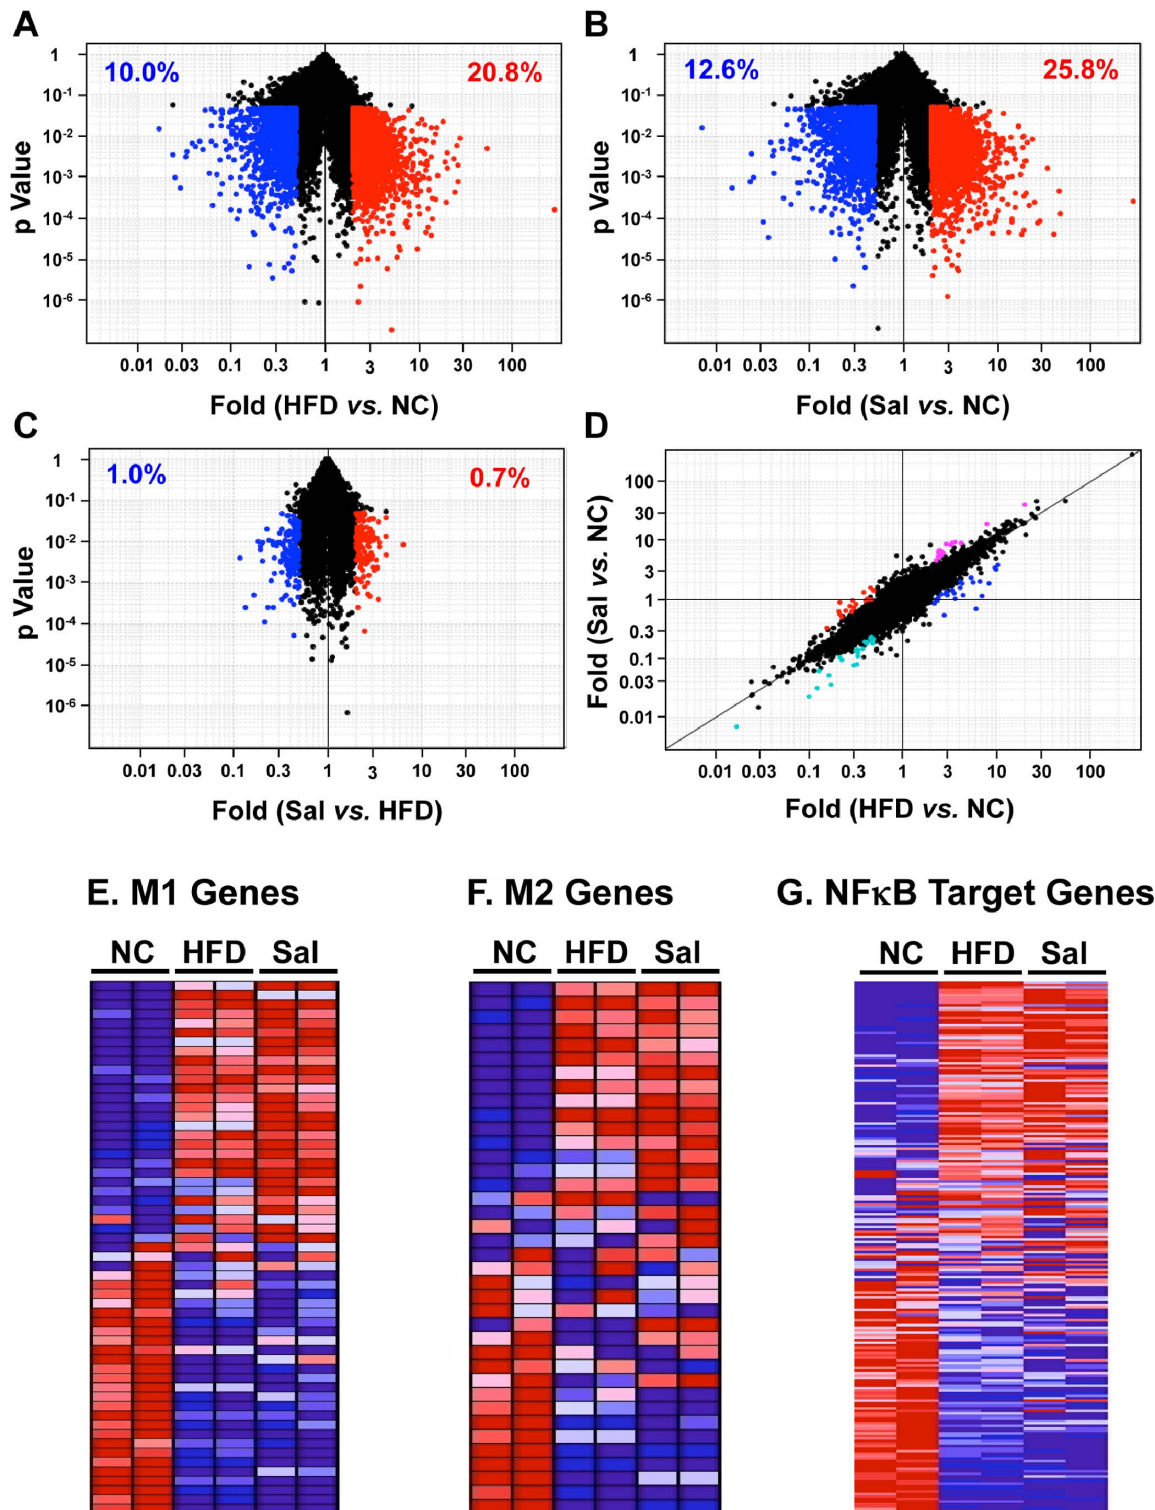 A
10.0%
20.8%
1
10-1
10-2
10-3
10-4
10-5
10-6
p Value
0.01 0.03 0.1 0.3 1 3 10 30 100
Fold (HFD vs. NC)
B
12.6%
25.8%
1
10-1
10-2
10-3
10-4
10-5
10-6
p Value
0.01 0.03 0.1 0.3 1 3 10 30 100
Fold (Sal vs. NC)
C
1.0%
0.7%
1
10-1
10-2
10-3
10-4
10-5
10-6
p Value
0.01 0.03 0.1 0.3 1 3 10 30 100
Fold (Sal vs. HFD)
D
100
30
10
3
1
0.3
0.1
0.03
0.01
Fold (Sal vs. NC)
0.01 0.03 0.1 0.3 1 3 10 30 100
Fold (HFD vs. NC)
E. M1 Genes
NC HFD Sal
F. M2 Genes
NC HFD Sal
G. NFκB Target Genes
NC HFD Sal